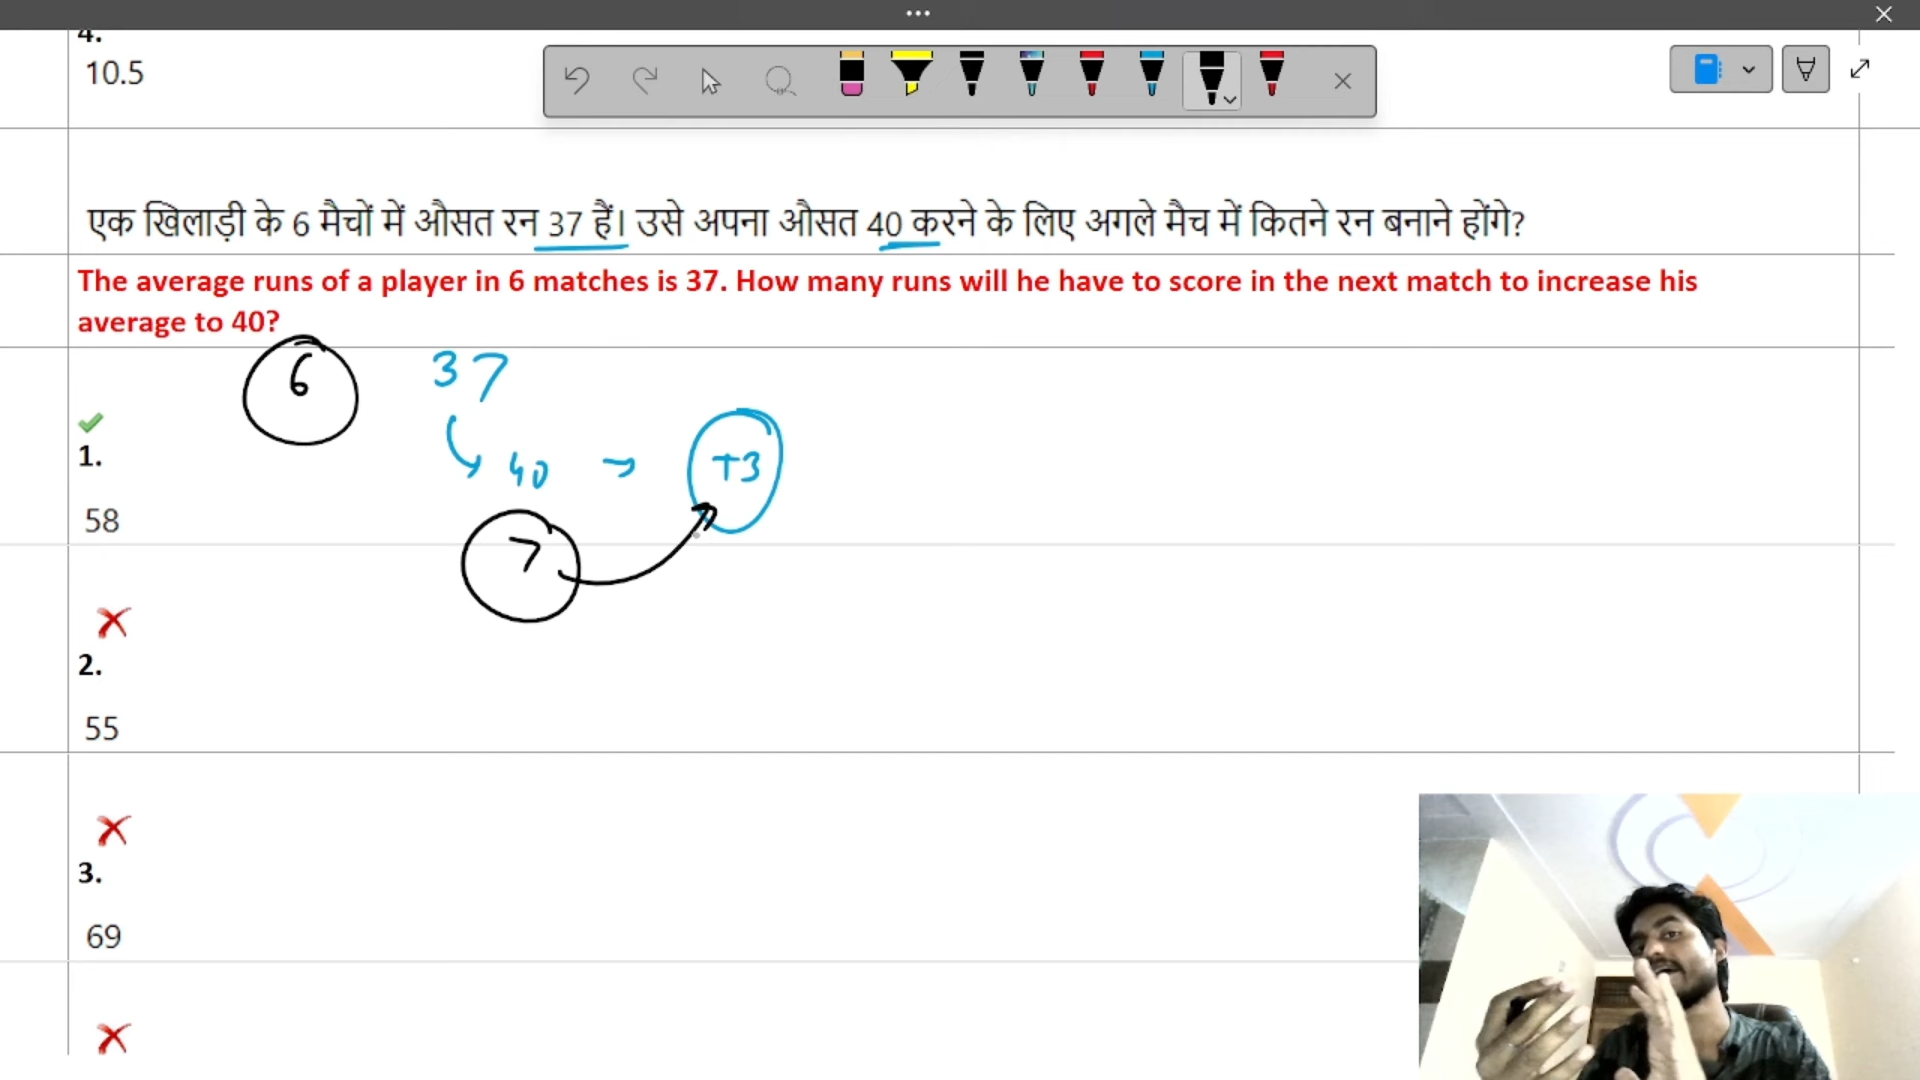 4.
10.5
एक खिलाड़ी के 6 मैचों में औसत रन 37 हैं। उसे अपना औसत 40 करने के लिए अगले मैच में कितने रन बनाने होंगे?
The average runs of a player in 6 matches is 37. How many runs will he have to score in the next match to increase his
average to 40?
6 37
40 → +3
7
1.
58
2.
55
3.
69